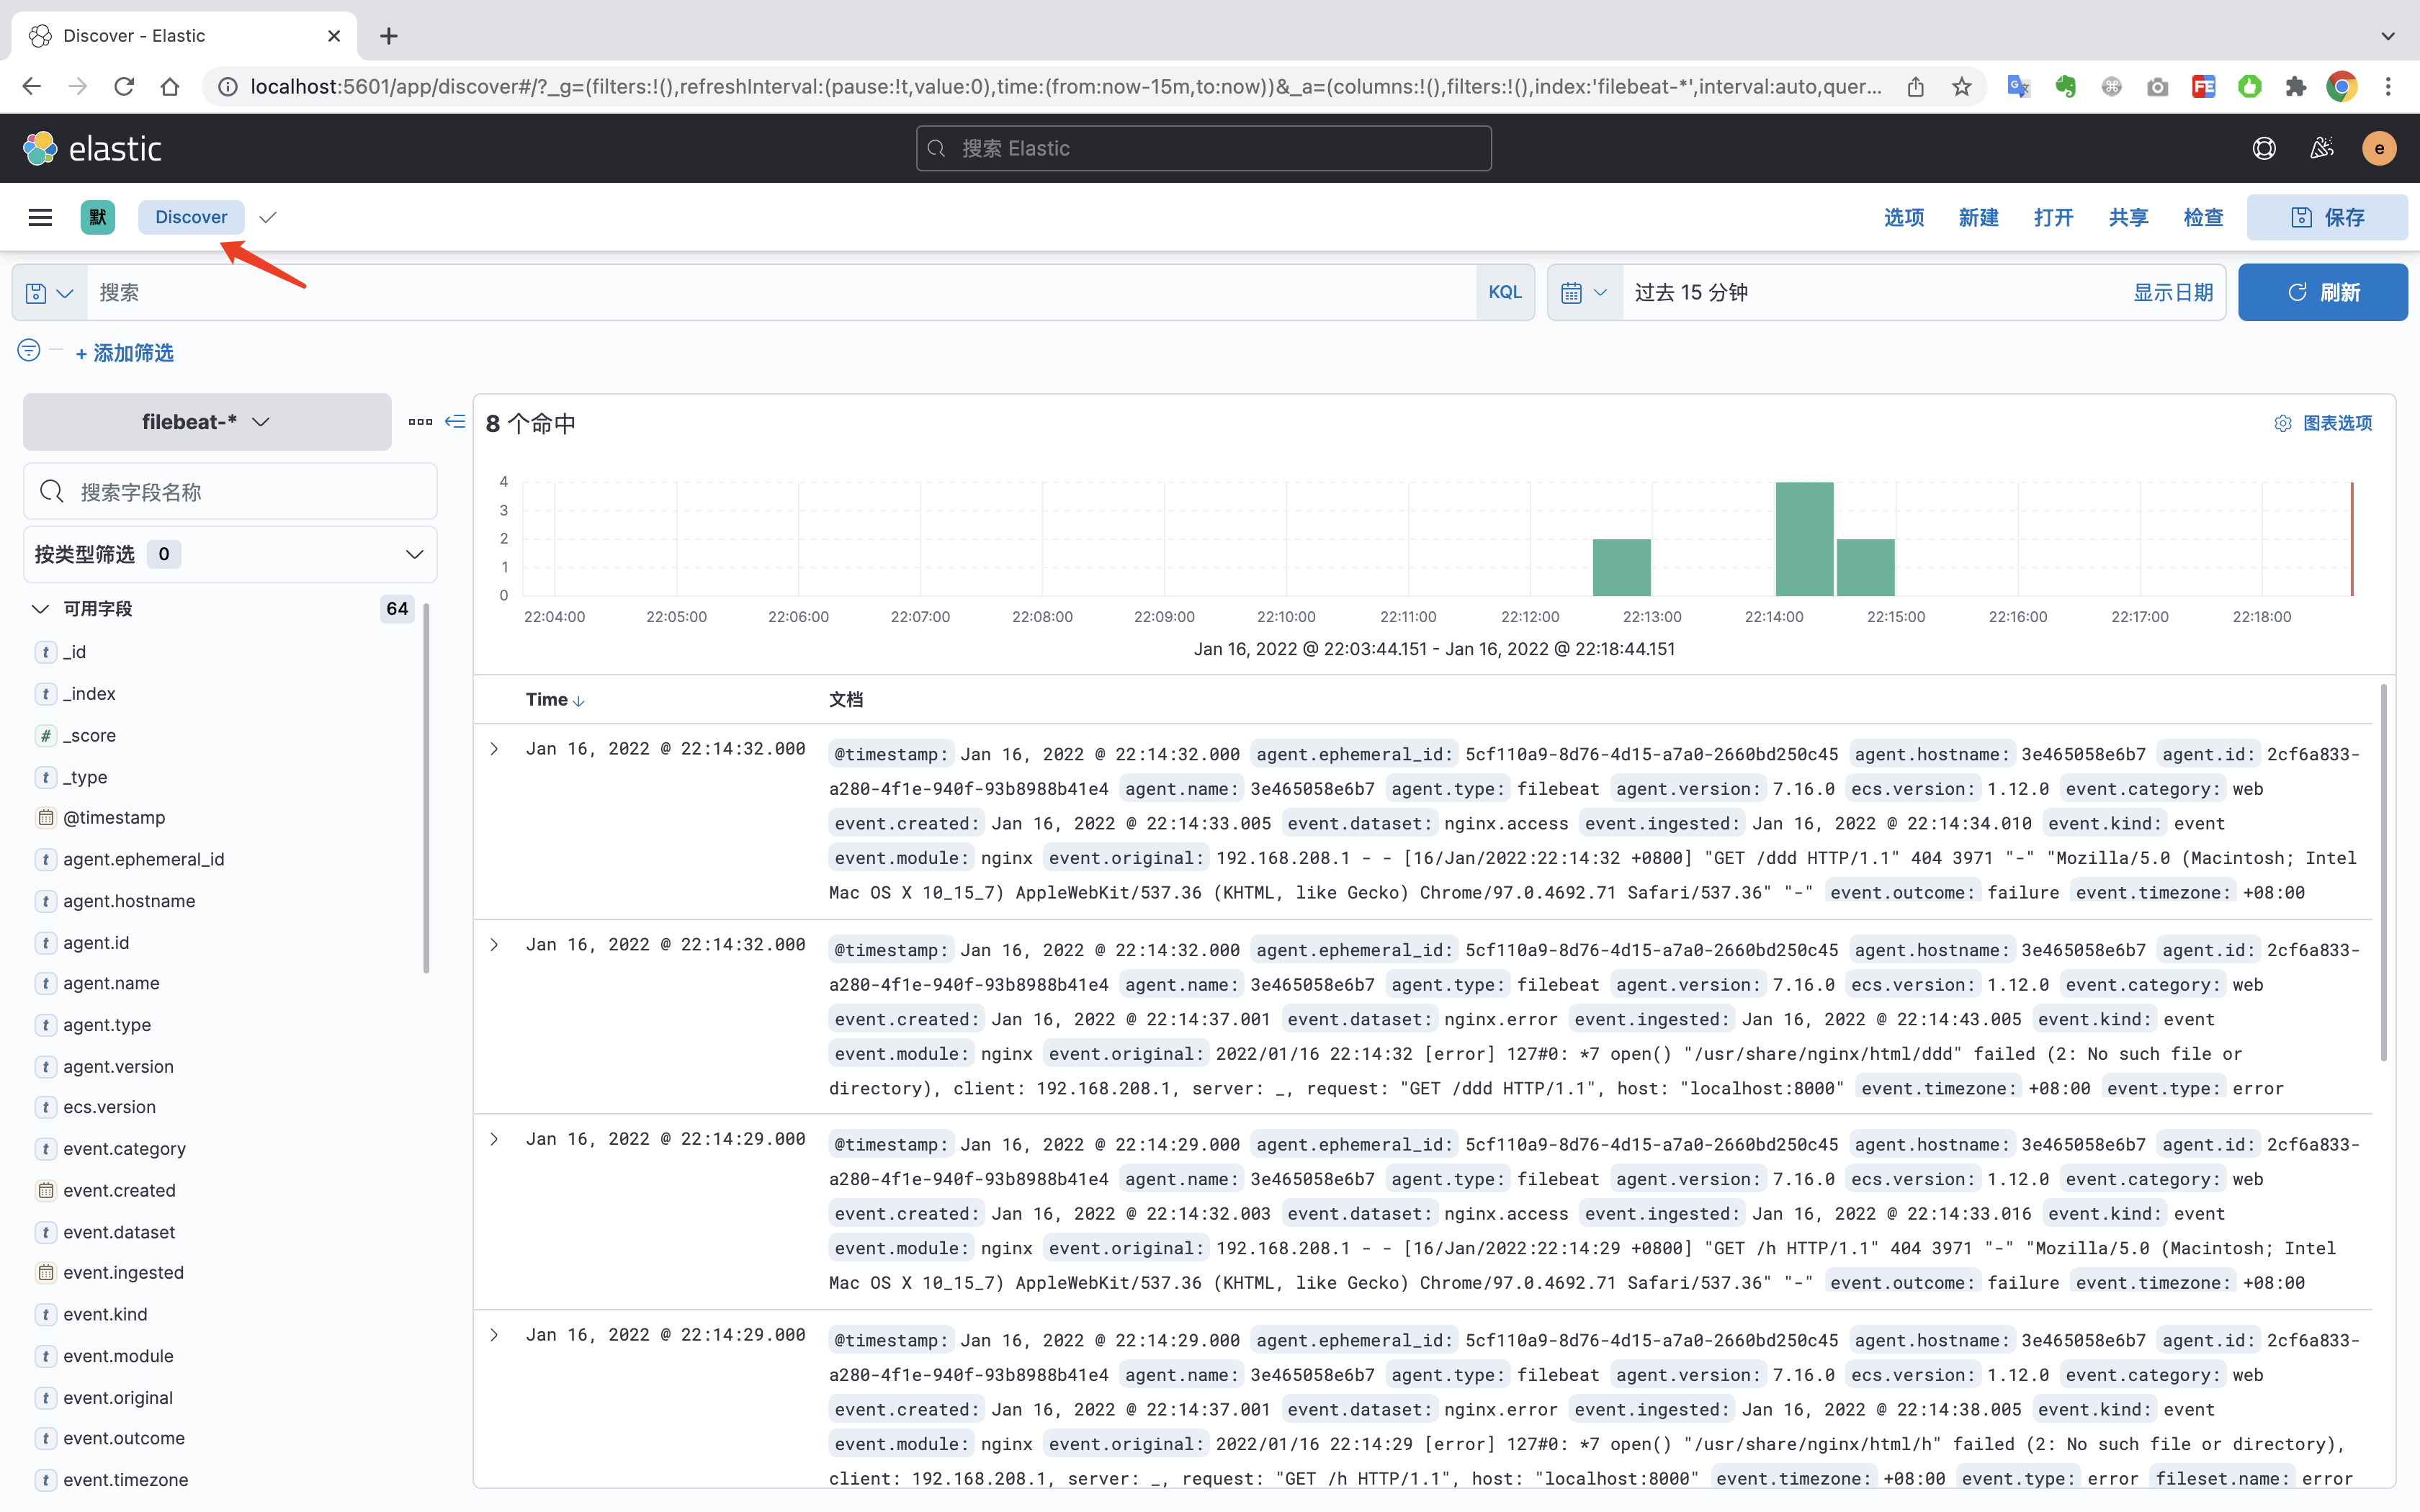 Discover - Elastic
localhost:5601/app/discover#/?_g=(filters:!(),refreshInterval:(pause:!t,value:0),time:(from:now-15m,to:now))&_a=(columns:!(),filters:!(),index:'filebeat-*',interval:auto,quer...
elastic
搜索 Elastic
e
默
Discover
选项
新建
打开
共享
检查
保存
搜索
KQL
过去 15 分钟
显示日期
刷新
+ 添加筛选
filebeat-*
搜索字段名称
按类型筛选 0
可用字段 64
t _id
t _index
# _score
t _type
@timestamp
t agent.ephemeral_id
t agent.hostname
t agent.id
t agent.name
t agent.type
t agent.version
t ecs.version
t event.category
event.created
t event.dataset
event.ingested
t event.kind
t event.module
t event.original
t event.outcome
t event.timezone
8 个命中
图表选项
4
3
2
1
0
22:04:00 22:05:00 22:06:00 22:07:00 22:08:00 22:09:00 22:10:00 22:11:00 22:12:00 22:13:00 22:14:00 22:15:00 22:16:00 22:17:00 22:18:00
Jan 16, 2022 @ 22:03:44.151 - Jan 16, 2022 @ 22:18:44.151
Time 文档
Jan 16, 2022 @ 22:14:32.000
@timestamp: Jan 16, 2022 @ 22:14:32.000 agent.ephemeral_id: 5cf110a9-8d76-4d15-a7a0-2660bd250c45 agent.hostname: 3e465058e6b7 agent.id: 2cf6a833-
a280-4f1e-940f-93b8988b41e4 agent.name: 3e465058e6b7 agent.type: filebeat agent.version: 7.16.0 ecs.version: 1.12.0 event.category: web
event.created: Jan 16, 2022 @ 22:14:33.005 event.dataset: nginx.access event.ingested: Jan 16, 2022 @ 22:14:34.010 event.kind: event
event.module: nginx event.original: 192.168.208.1 - - [16/Jan/2022:22:14:32 +0800] "GET /ddd HTTP/1.1" 404 3971 "-" "Mozilla/5.0 (Macintosh; Intel
Mac OS X 10_15_7) AppleWebKit/537.36 (KHTML, like Gecko) Chrome/97.0.4692.71 Safari/537.36" "-" event.outcome: failure event.timezone: +08:00
Jan 16, 2022 @ 22:14:32.000
@timestamp: Jan 16, 2022 @ 22:14:32.000 agent.ephemeral_id: 5cf110a9-8d76-4d15-a7a0-2660bd250c45 agent.hostname: 3e465058e6b7 agent.id: 2cf6a833-
a280-4f1e-940f-93b8988b41e4 agent.name: 3e465058e6b7 agent.type: filebeat agent.version: 7.16.0 ecs.version: 1.12.0 event.category: web
event.created: Jan 16, 2022 @ 22:14:37.001 event.dataset: nginx.error event.ingested: Jan 16, 2022 @ 22:14:43.005 event.kind: event
event.module: nginx event.original: 2022/01/16 22:14:32 [error] 127#0: *7 open() "/usr/share/nginx/html/ddd" failed (2: No such file or
directory), client: 192.168.208.1, server: _, request: "GET /ddd HTTP/1.1", host: "localhost:8000" event.timezone: +08:00 event.type: error
Jan 16, 2022 @ 22:14:29.000
@timestamp: Jan 16, 2022 @ 22:14:29.000 agent.ephemeral_id: 5cf110a9-8d76-4d15-a7a0-2660bd250c45 agent.hostname: 3e465058e6b7 agent.id: 2cf6a833-
a280-4f1e-940f-93b8988b41e4 agent.name: 3e465058e6b7 agent.type: filebeat agent.version: 7.16.0 ecs.version: 1.12.0 event.category: web
event.created: Jan 16, 2022 @ 22:14:32.003 event.dataset: nginx.access event.ingested: Jan 16, 2022 @ 22:14:33.016 event.kind: event
event.module: nginx event.original: 192.168.208.1 - - [16/Jan/2022:22:14:29 +0800] "GET /h HTTP/1.1" 404 3971 "-" "Mozilla/5.0 (Macintosh; Intel
Mac OS X 10_15_7) AppleWebKit/537.36 (KHTML, like Gecko) Chrome/97.0.4692.71 Safari/537.36" "-" event.outcome: failure event.timezone: +08:00
Jan 16, 2022 @ 22:14:29.000
@timestamp: Jan 16, 2022 @ 22:14:29.000 agent.ephemeral_id: 5cf110a9-8d76-4d15-a7a0-2660bd250c45 agent.hostname: 3e465058e6b7 agent.id: 2cf6a833-
a280-4f1e-940f-93b8988b41e4 agent.name: 3e465058e6b7 agent.type: filebeat agent.version: 7.16.0 ecs.version: 1.12.0 event.category: web
event.created: Jan 16, 2022 @ 22:14:37.001 event.dataset: nginx.error event.ingested: Jan 16, 2022 @ 22:14:38.005 event.kind: event
event.module: nginx event.original: 2022/01/16 22:14:29 [error] 127#0: *7 open() "/usr/share/nginx/html/h" failed (2: No such file or directory),
client: 192.168.208.1, server: _, request: "GET /h HTTP/1.1", host: "localhost:8000" event.timezone: +08:00 event.type: error fileset.name: error